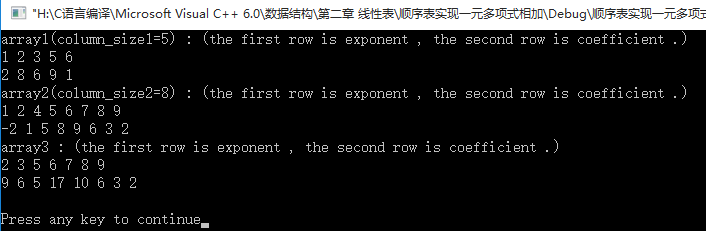 "H:\C语言编译\Microsoft Visual C++ 6.0\数据结构\第二章 线性表\顺序表实现一元多项式相加\Debug\顺序表实现一元多项式
array1(column_size1=5) : (the first row is exponent , the second row is coefficient .)
1 2 3 5 6
2 8 6 9 1
array2(column_size2=8) : (the first row is exponent , the second row is coefficient .)
1 2 4 5 6 7 8 9
-2 1 5 8 9 6 3 2
array3 : (the first row is exponent , the second row is coefficient .)
2 3 5 6 7 8 9
9 6 5 17 10 6 3 2
Press any key to continue